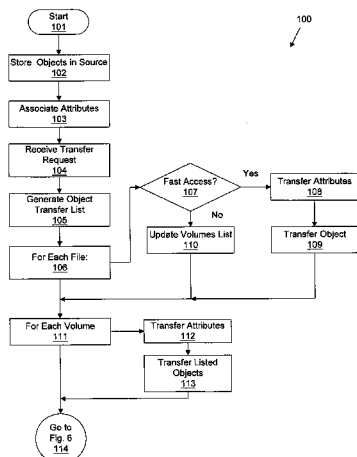 Start
101
100
Store Objects in Source
102
Associate Attributes
103
Receive Transfer
Request
104
Generate Object
Transfer List
105
For Each File:
106
Fast Access?
107
Yes
No
Transfer Attributes
108
Transfer Object
109
Update Volumes List
110
For Each Volume
111
Transfer Attributes
112
Transfer Listed
Objects
113
Go to
Fig. 6
114